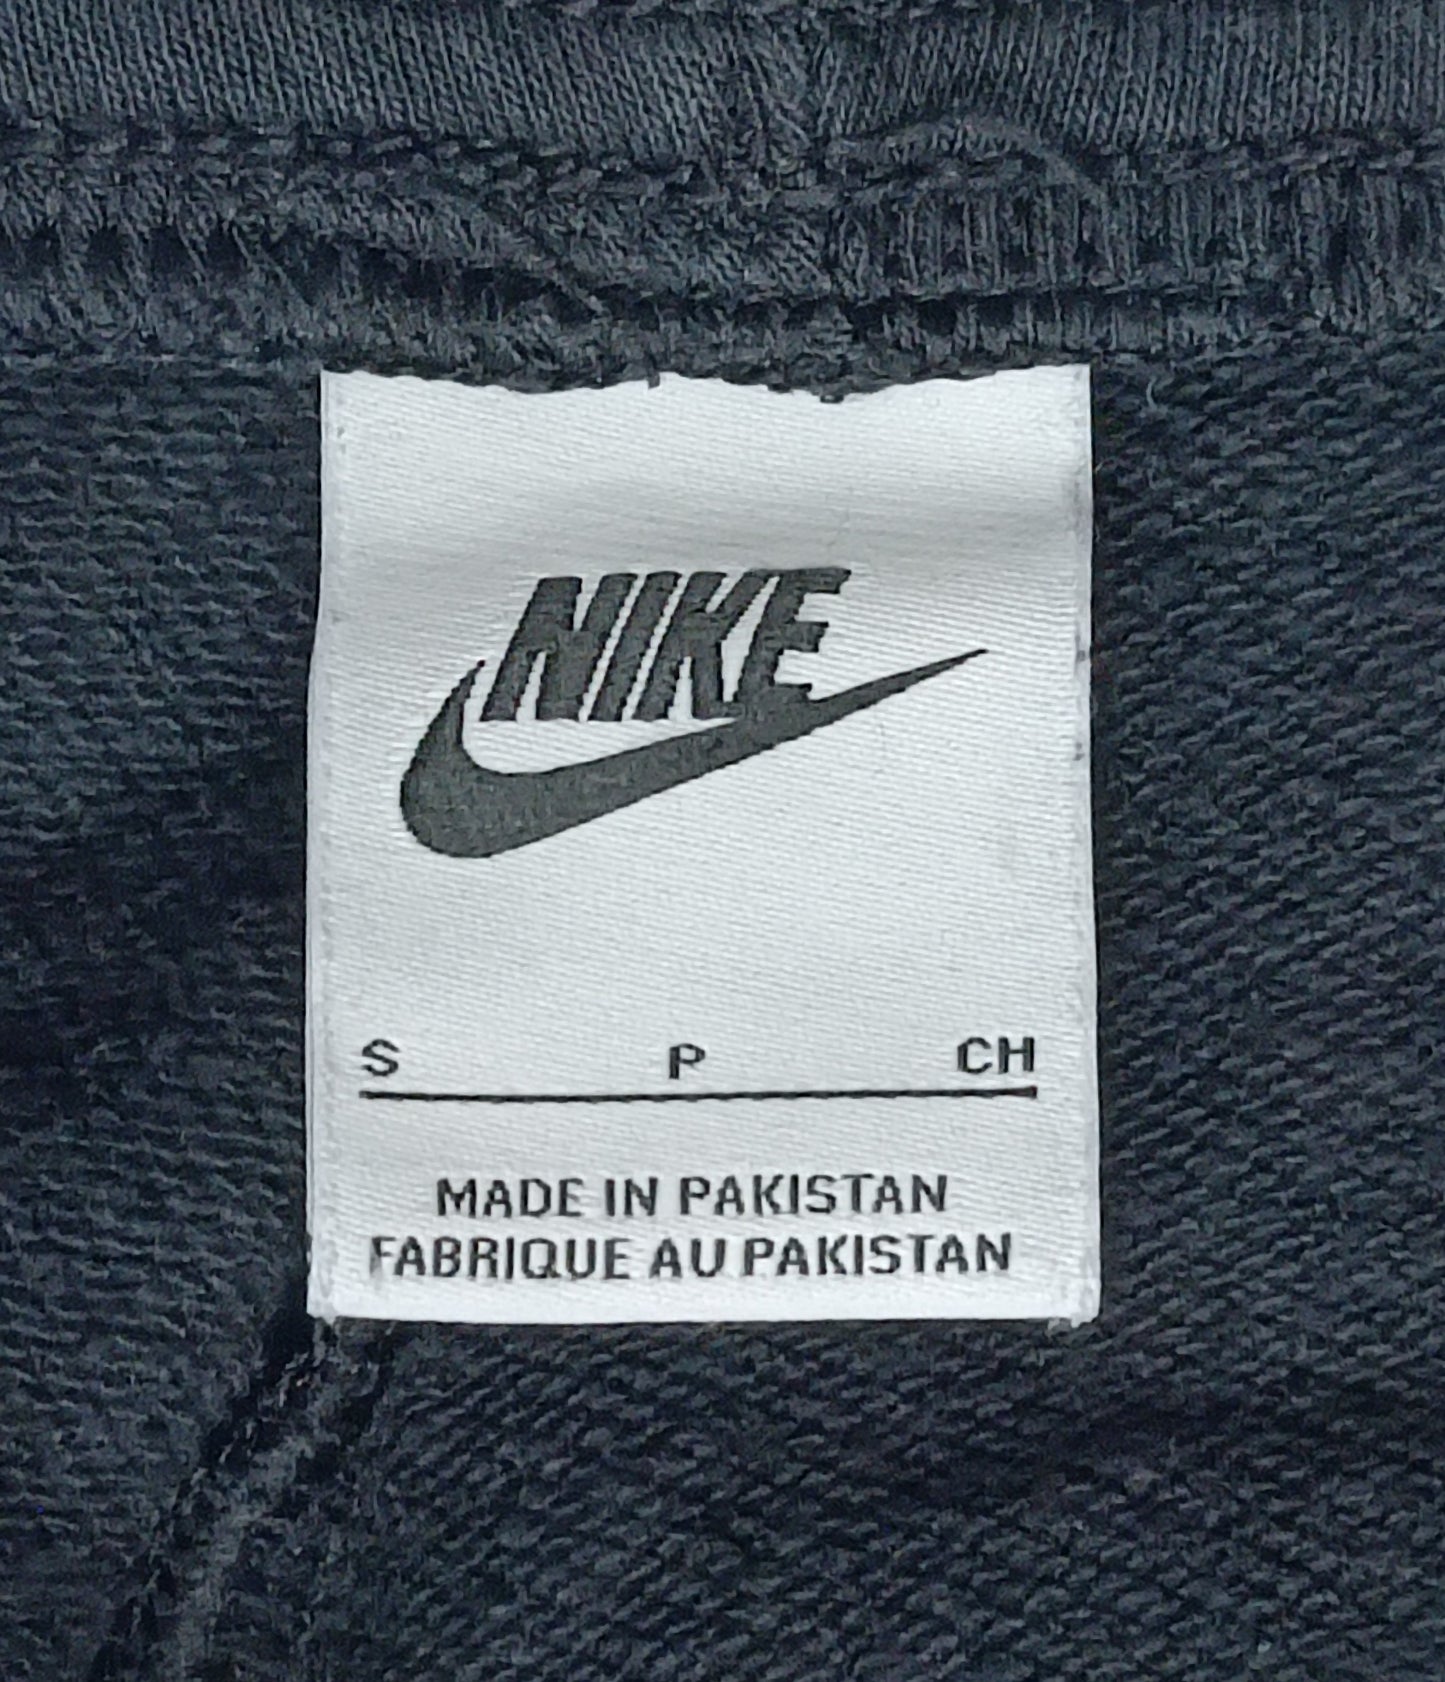 NIKE
S P CH
MADE IN PAKISTAN
FABRIQUE AU PAKISTAN